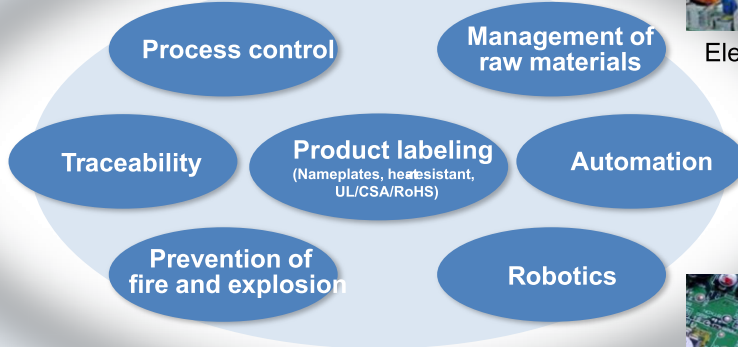 Process control
Management of
raw materials
Ele
Traceability
Product labeling
(Nameplates, heat-resistant,
UL/CSA/RoHS)
Automation
Prevention of
fire and explosion
Robotics